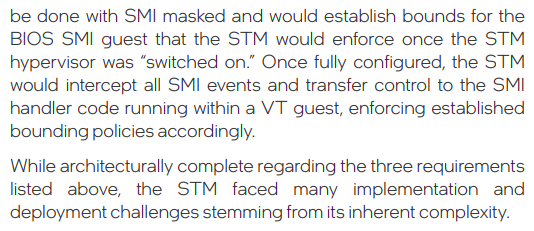 be done with SMI masked and would establish bounds for the
BIOS SMI guest that the STM would enforce once the STM
hypervisor was “switched on.” Once fully configured, the STM
would intercept all SMI events and transfer control to the SMI
handler code running within a VT guest, enforcing established
bounding policies accordingly.
While architecturally complete regarding the three requirements
listed above, the STM faced many implementation and
deployment challenges stemming from its inherent complexity.